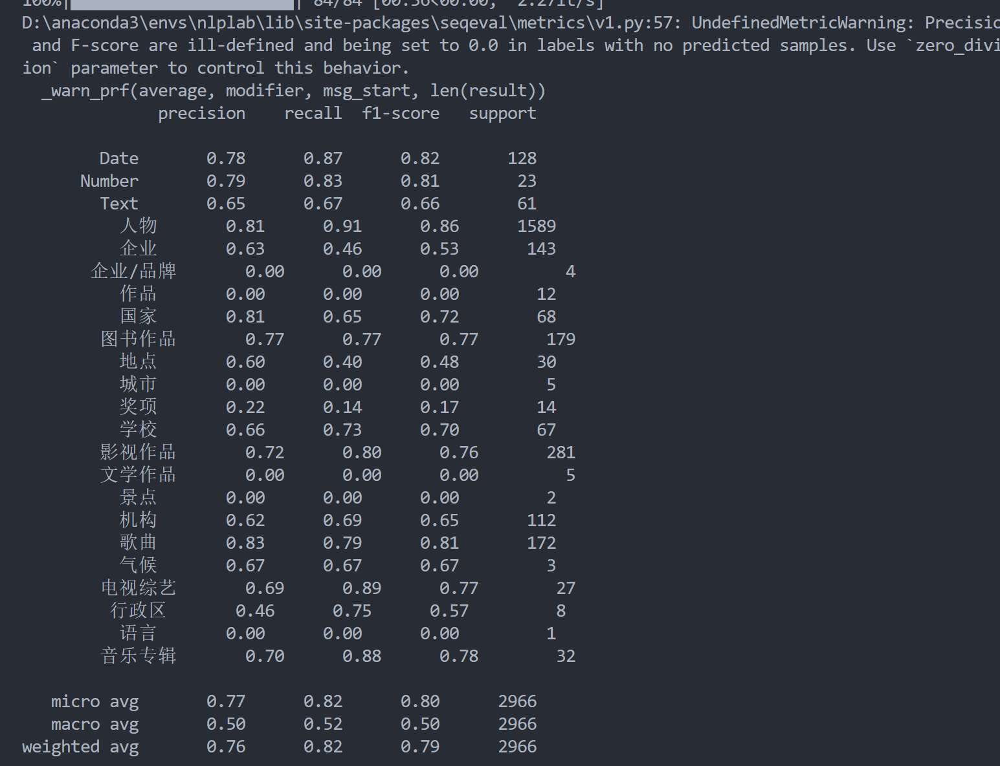 100%| | 84/84 [00:36<00:00, 2.27it/s]
D:\anaconda3\envs\nlplab\lib\site-packages\seqeval\metrics\v1.py:57: UndefinedMetricWarning: Precisio
 and F-score are ill-defined and being set to 0.0 in labels with no predicted samples. Use `zero_divi
ion` parameter to control this behavior.
  _warn_prf(average, modifier, msg_start, len(result))
precision recall f1-score support
Date 0.78 0.87 0.82 128
Number 0.79 0.83 0.81 23
Text 0.65 0.67 0.66 61
人物 0.81 0.91 0.86 1589
企业 0.63 0.46 0.53 143
企业/品牌 0.00 0.00 0.00 4
作品 0.00 0.00 0.00 12
国家 0.81 0.65 0.72 68
图书作品 0.77 0.77 0.77 179
地点 0.60 0.40 0.48 30
城市 0.00 0.00 0.00 5
奖项 0.22 0.14 0.17 14
学校 0.66 0.73 0.70 67
影视作品 0.72 0.80 0.76 281
文学作品 0.00 0.00 0.00 5
景点 0.00 0.00 0.00 2
机构 0.62 0.69 0.65 112
歌曲 0.83 0.79 0.81 172
气候 0.67 0.67 0.67 3
电视综艺 0.69 0.89 0.77 27
行政区 0.46 0.75 0.57 8
语言 0.00 0.00 0.00 1
音乐专辑 0.70 0.88 0.78 32
micro avg 0.77 0.82 0.80 2966
macro avg 0.50 0.52 0.50 2966
weighted avg 0.76 0.82 0.79 2966